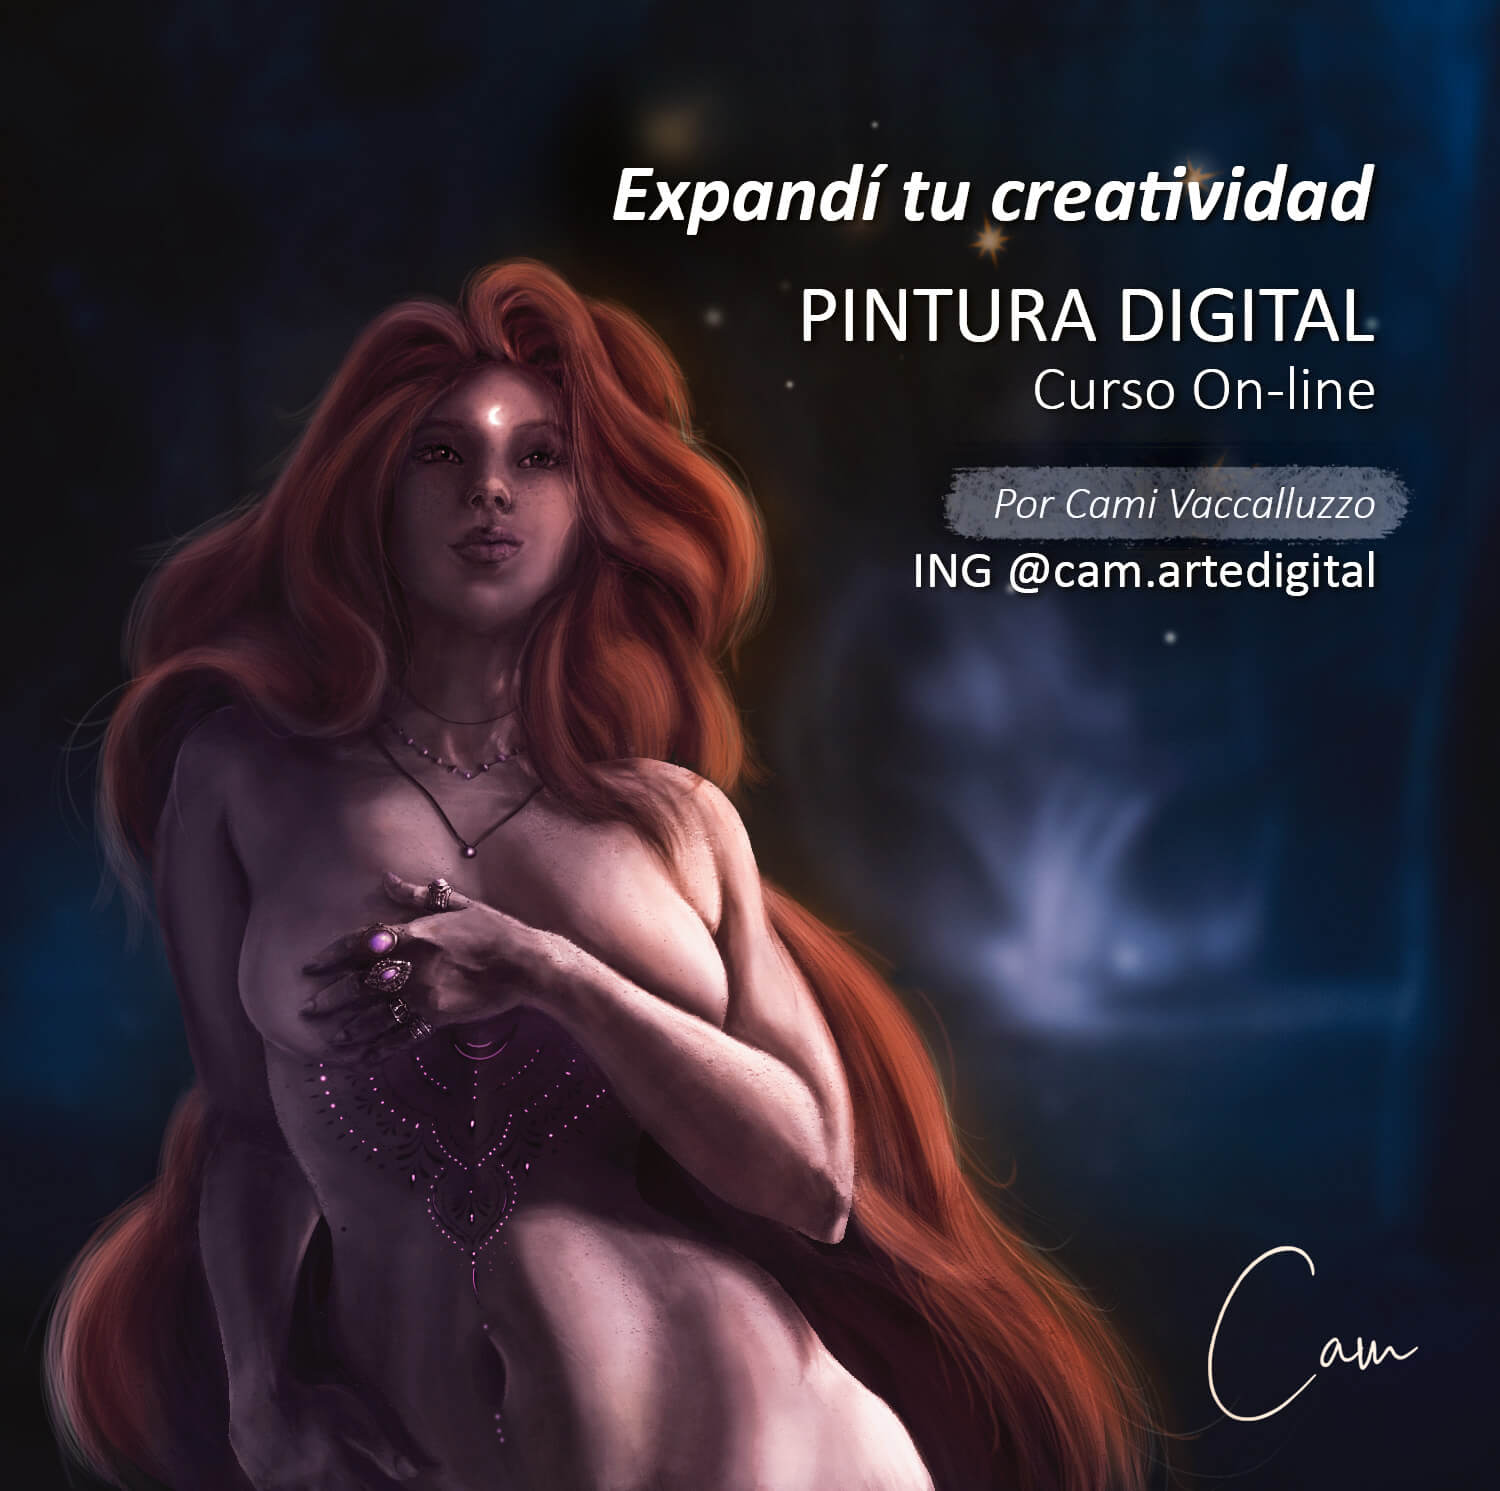 Expandí tu creatividad
PINTURA DIGITAL
Curso On-line
Por Cami Vaccalluzzo
ING @cam.artedigital
Cam